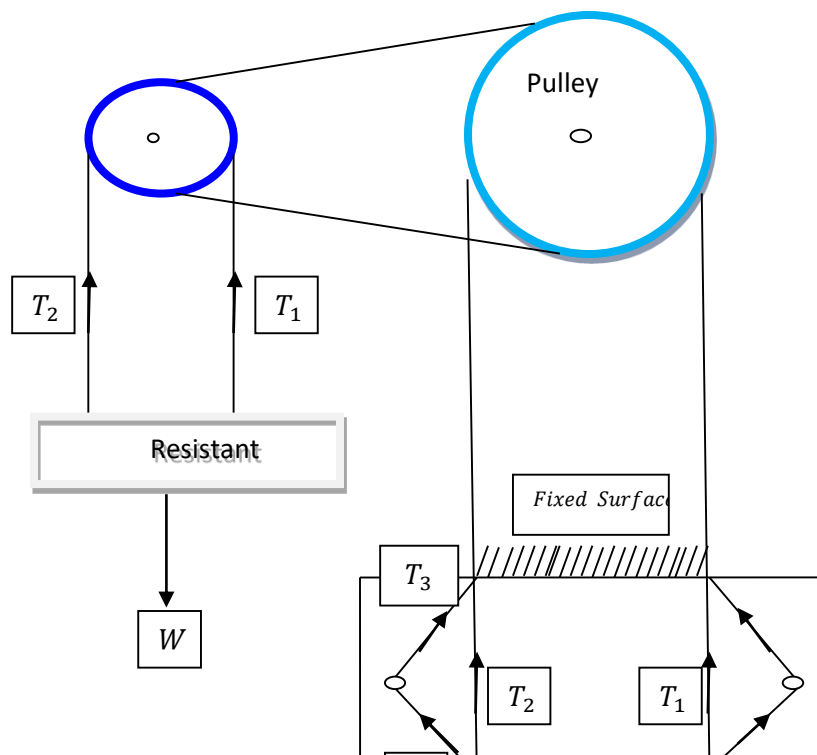 Pulley
T₂
T₁
Resistant
Fixed Surfac
T₃
W
T₂
T₁